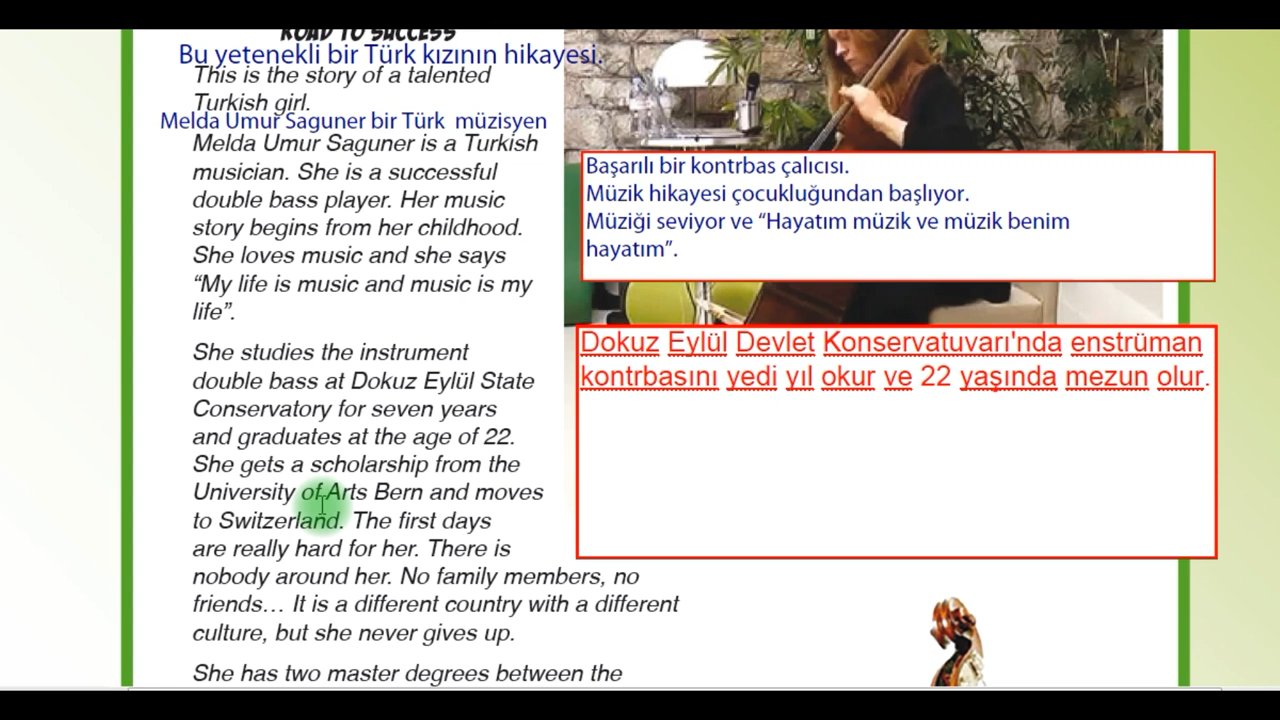 ROAD TO SUCCESS
Bu yetenekli bir Türk kızının hikayesi.
This is the story of a talented
Turkish girl.
Melda Umur Saguner bir Türk  müzisyen
Melda Umur Saguner is a Turkish
musician. She is a successful
double bass player. Her music
story begins from her childhood.
She loves music and she says
“My life is music and music is my
life”.
Başarılı bir kontrbas çalıcısı.
Müzik hikayesi çocukluğundan başlıyor.
Müziği seviyor ve “Hayatım müzik ve müzik benim
hayatım”.
She studies the instrument
double bass at Dokuz Eylül State
Conservatory for seven years
and graduates at the age of 22.
She gets a scholarship from the
University of Arts Bern and moves
to Switzerland. The first days
are really hard for her. There is
nobody around her. No family members, no
friends… It is a different country with a different
culture, but she never gives up.
Dokuz Eylül Devlet Konservatuvarı'nda enstrüman
kontrbasını yedi yıl okur ve 22 yaşında mezun olur.
She has two master degrees between the